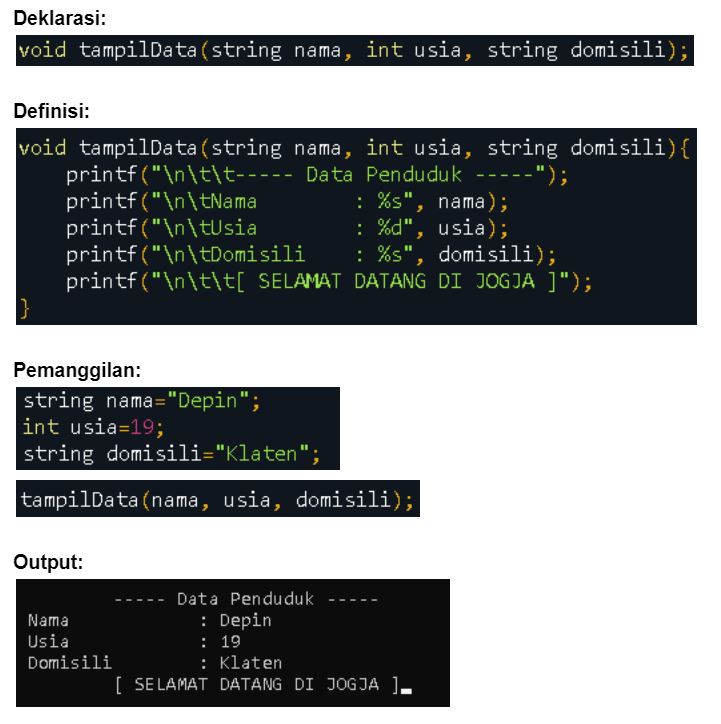 Deklarasi:
void tampilData(string nama, int usia, string domisili);
Definisi:
void tampilData(string nama, int usia, string domisili){
    printf("\n\t\t----- Data Penduduk -----");
    printf("\n\tNama        : %s", nama);
    printf("\n\tUsia        : %d", usia);
    printf("\n\tDomisili    : %s", domisili);
    printf("\n\t\t[ SELAMAT DATANG DI JOGJA ]");
}
Pemanggilan:
string nama="Depin";
int usia=19;
string domisili="Klaten";
tampilData(nama, usia, domisili);
Output:
        ----- Data Penduduk -----
Nama            : Depin
Usia            : 19
Domisili        : Klaten
        [ SELAMAT DATANG DI JOGJA ]